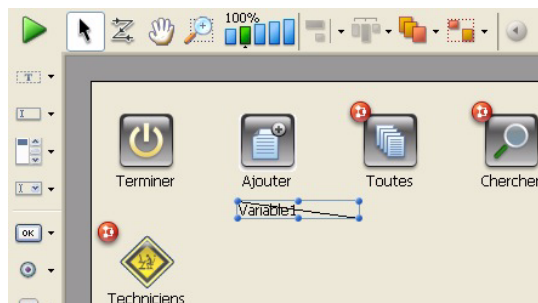 100%
T
I
I
OK
Terminer
Ajouter
Toutes
Chercher
Variable1
Techniciens